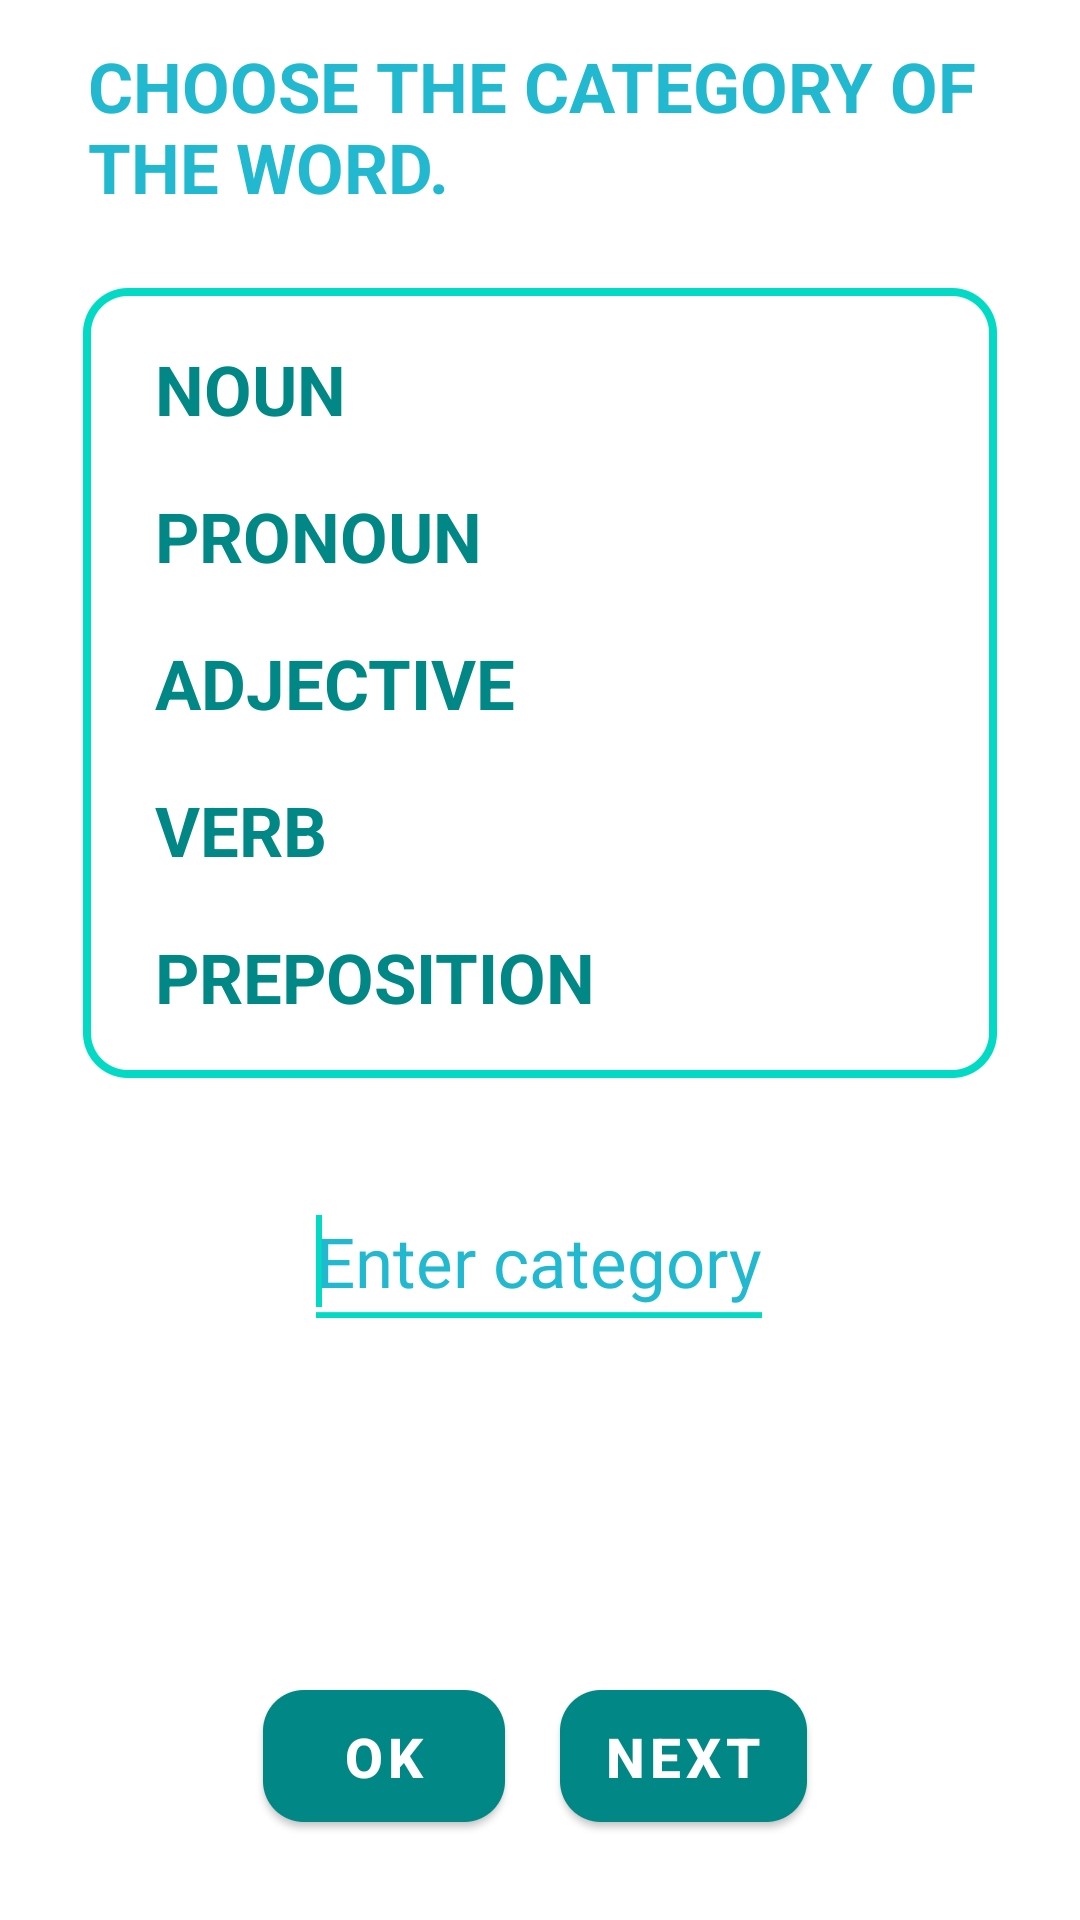 CHOOSE THE CATEGORY OF
THE WORD.
NOUN
PRONOUN
ADJECTIVE
VERB
PREPOSITION
Enter category
OK
NEXT